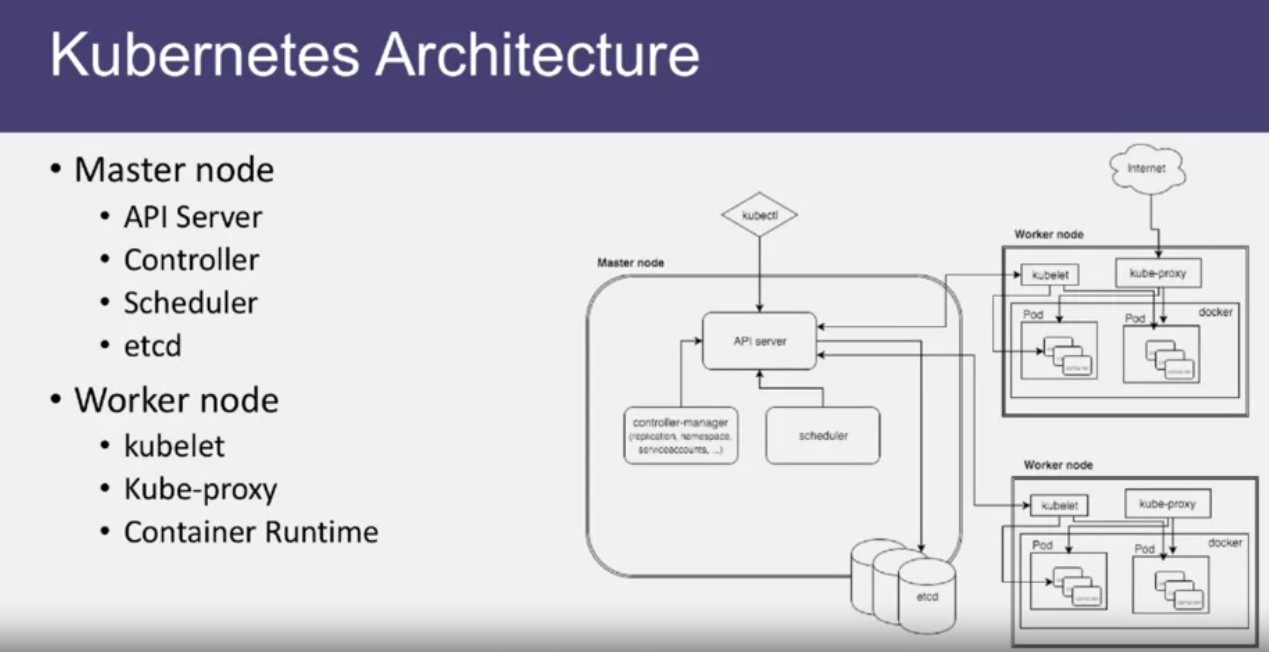 Kubernetes Architecture
• Master node
• API Server
• Controller
• Scheduler
• etcd
• Worker node
• kubelet
• Kube-proxy
• Container Runtime
Internet
kubectl
Master node
API server
controller-manager
(replication, namespace,
serviceaccounts, ...)
scheduler
etcd
Worker node
kubelet
kube-proxy
docker
Pod
container
Pod
container
Worker node
kubelet
kube-proxy
docker
Pod
container
Pod
container